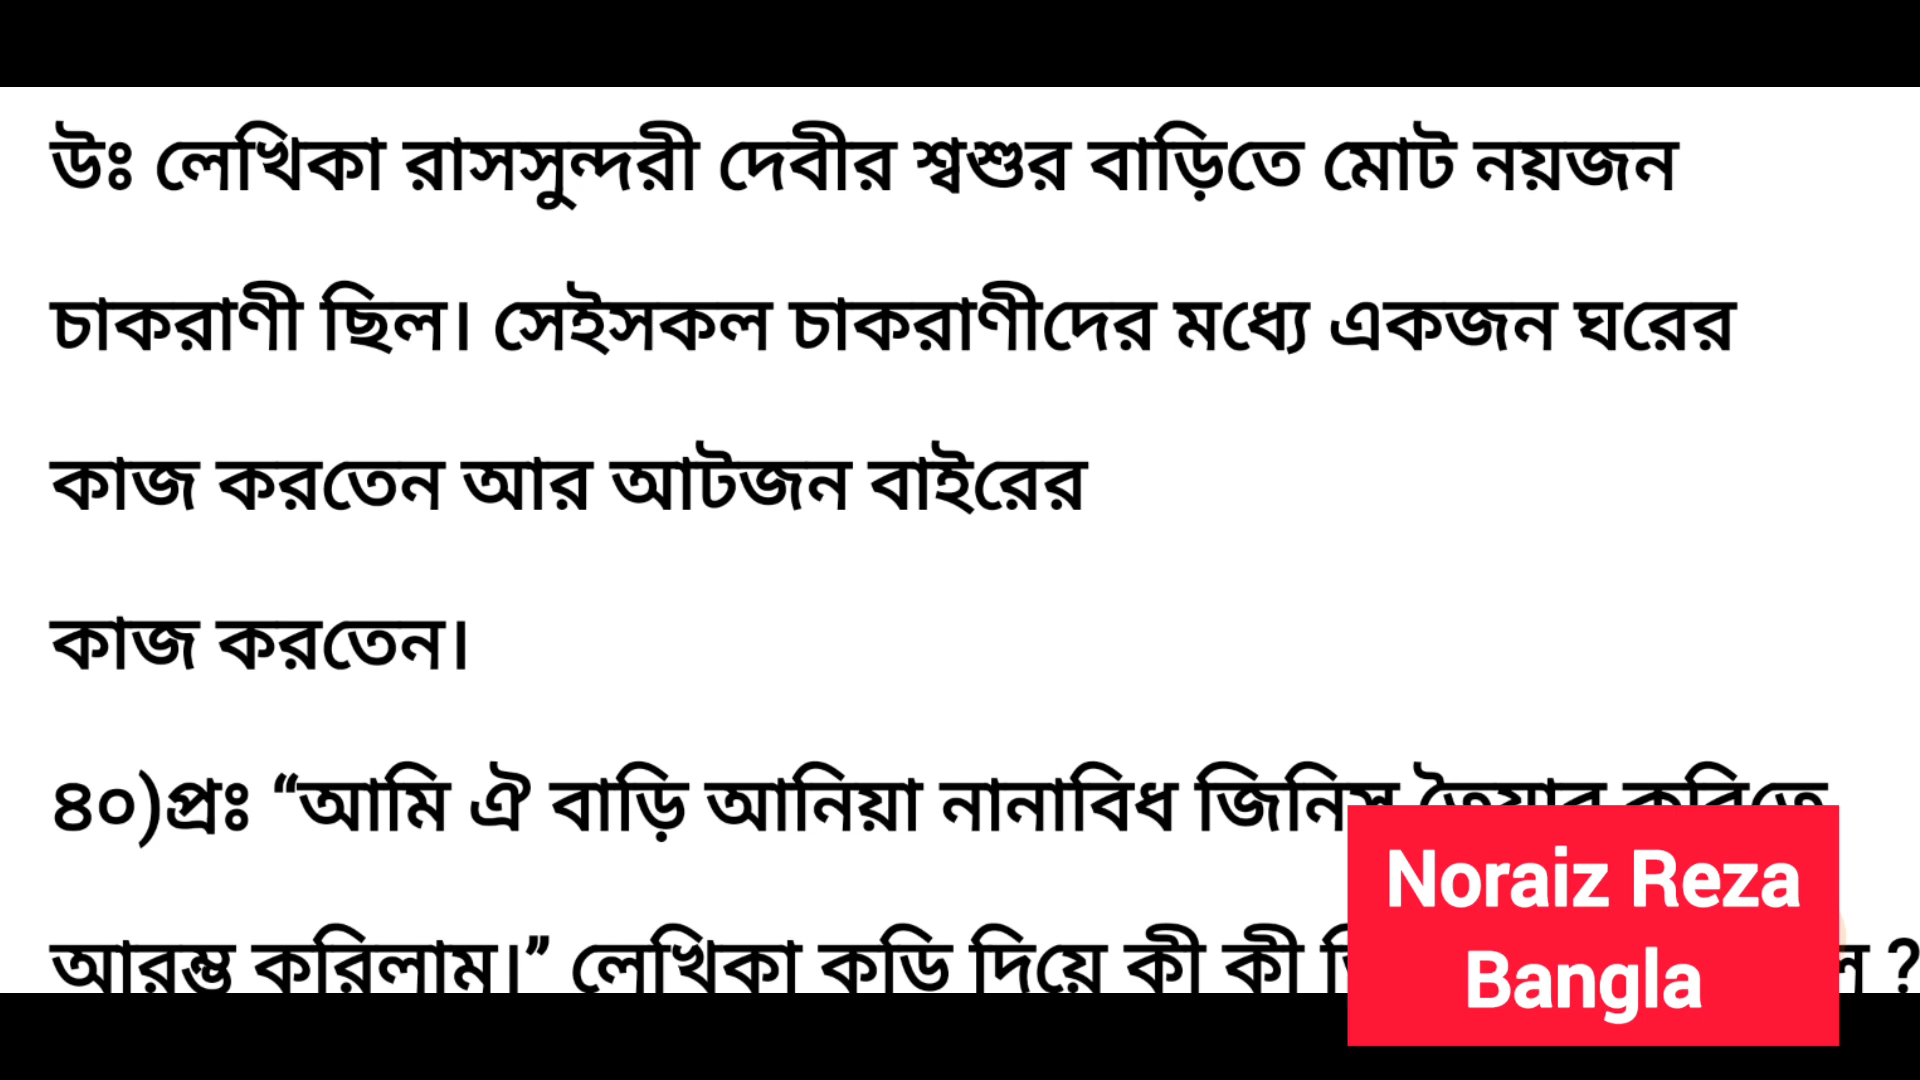 উঃ লেখিকা রাসসুন্দরী দেবীর শ্বশুর বাড়িতে মোট নয়জন
চাকরাণী ছিল। সেইসকল চাকরাণীদের মধ্যে একজন ঘরের
কাজ করতেন আর আটজন বাইরের
কাজ করতেন।
৪০)প্রঃ “আমি ঐ বাড়ি আনিয়া নানাবিধ জিনিস তৈয়ার করিতে
আরম্ভ করিলাম।” লেখিকা কডি দিয়ে কী কী ?
Noraiz Reza
Bangla